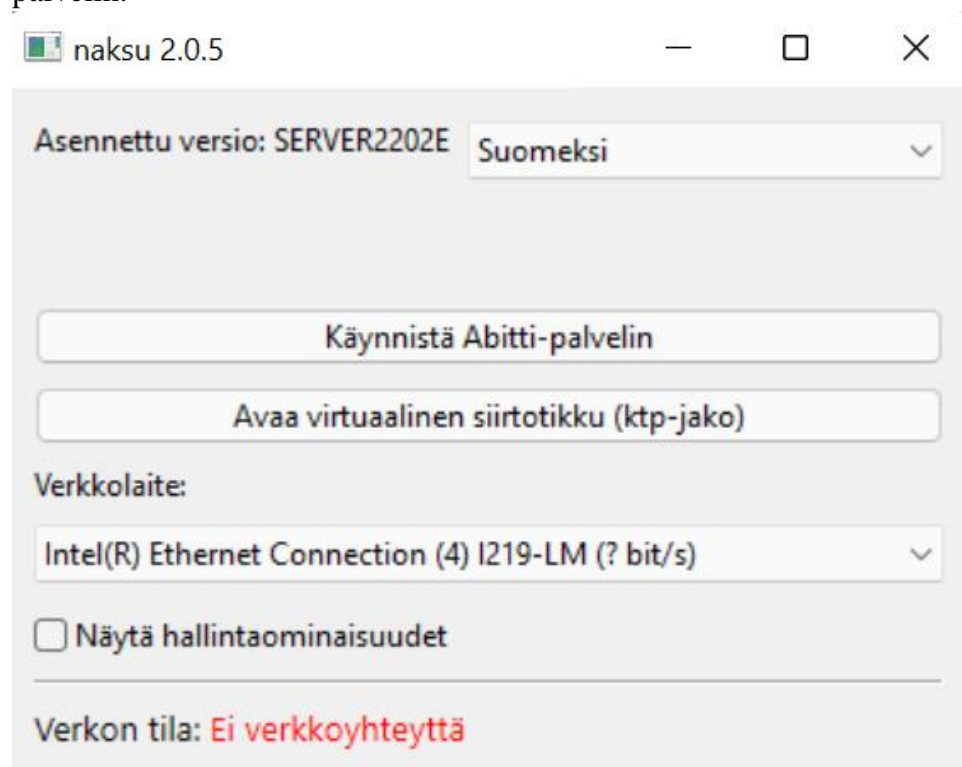 naksu 2.0.5
Asennettu versio: SERVER2202E Suomeksi
Käynnistä Abitti-palvelin
Avaa virtuaalinen siirtotikku (ktp-jako)
Verkkolaite:
Intel(R) Ethernet Connection (4) I219-LM (? bit/s)
Näytä hallintaominaisuudet
Verkon tila: Ei verkkoyhteyttä